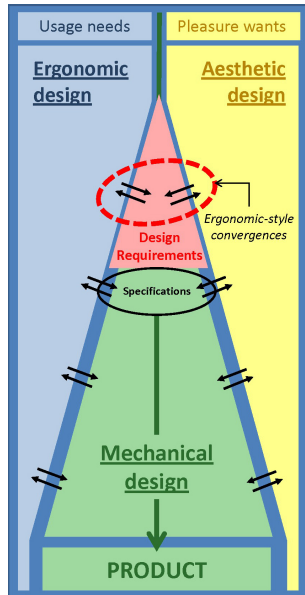 Usage needs
Pleasure wants
Ergonomic
design
Aesthetic
design
Ergonomic-style
convergences
Design
Requirements
Specifications
Mechanical
design
PRODUCT